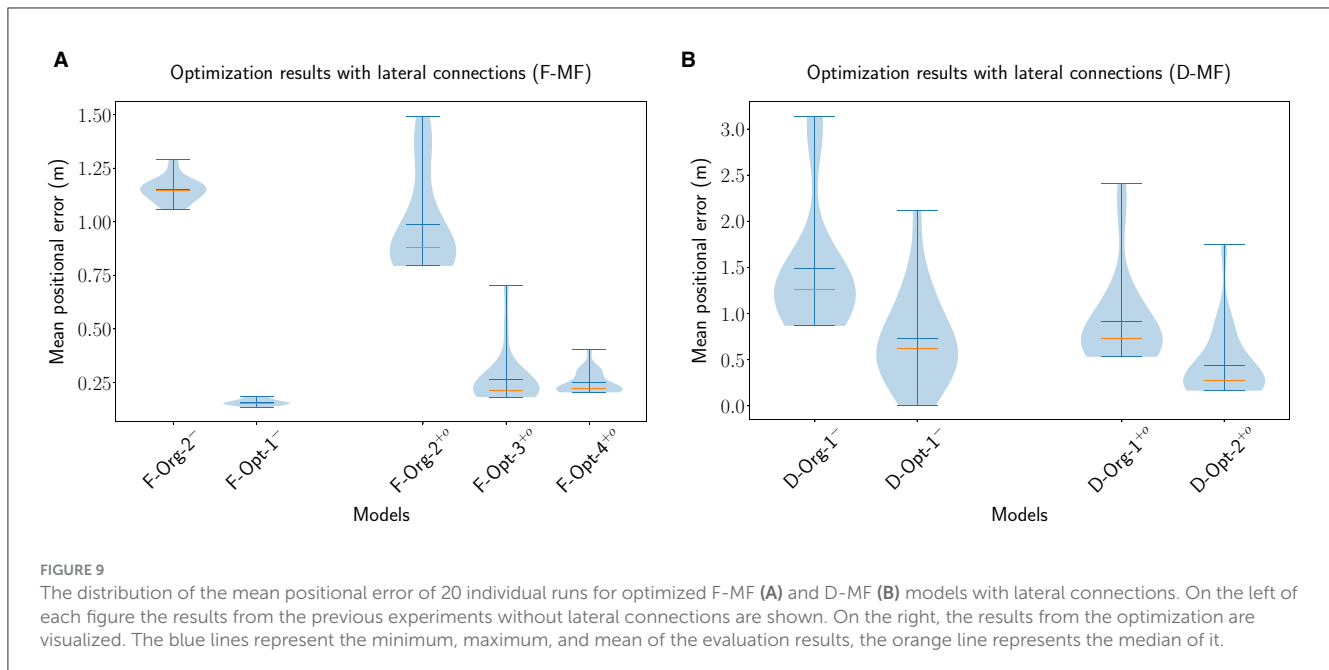 A
Optimization results with lateral connections (F-MF)
Mean positional error (m)
1.50
1.25
1.00
0.75
0.50
0.25
F-Org-2⁻
F-Opt-1⁻
F-Org-2⁺ᵒ
F-Opt-3⁺ᵒ
F-Opt-4⁺ᵒ
Models
B
Optimization results with lateral connections (D-MF)
Mean positional error (m)
3.0
2.5
2.0
1.5
1.0
0.5
0.0
D-Org-1⁻
D-Opt-1⁻
D-Org-1⁺ᵒ
D-Opt-2⁺ᵒ
Models
FIGURE 9
The distribution of the mean positional error of 20 individual runs for optimized F-MF (A) and D-MF (B) models with lateral connections. On the left of
each figure the results from the previous experiments without lateral connections are shown. On the right, the results from the optimization are
visualized. The blue lines represent the minimum, maximum, and mean of the evaluation results, the orange line represents the median of it.